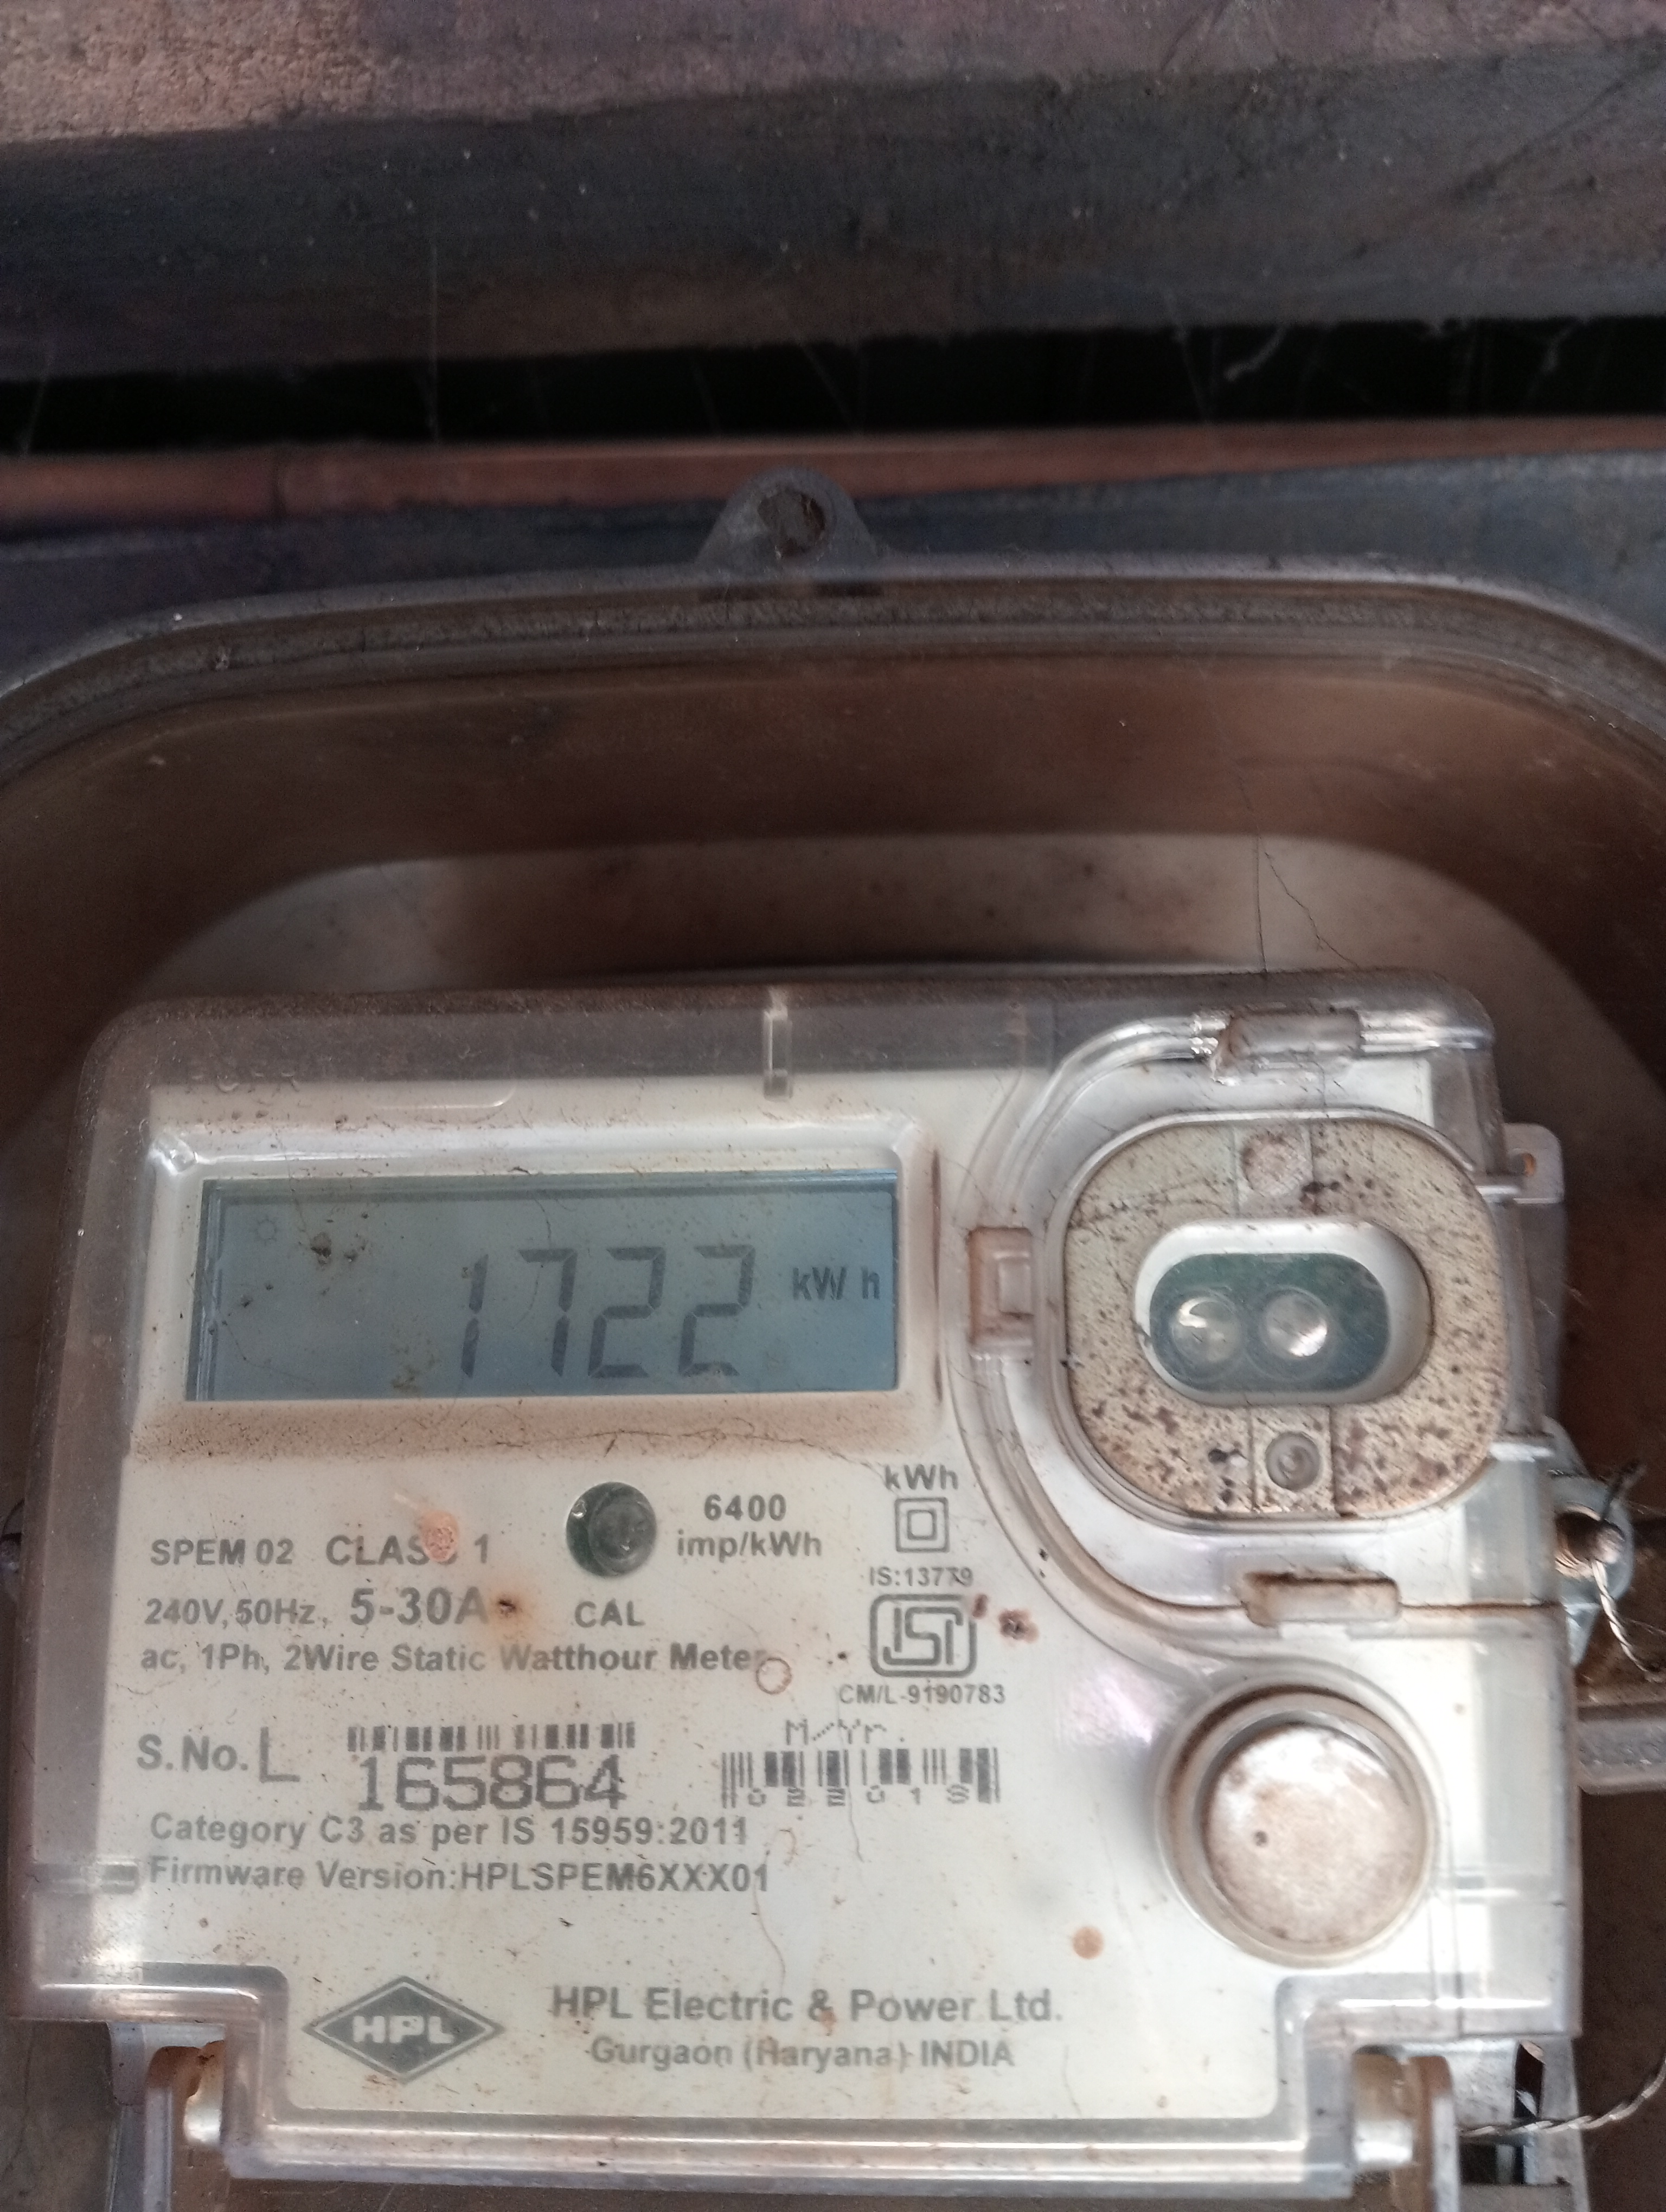 1722 kW h
kWh
6400
imp/kWh
SPEM 02 CLASS 1
IS:13779
240V, 50Hz, 5-30A
CAL
ISI
ac, 1Ph, 2Wire Static Watthour Meter
CM/L-9190783
M/Yr.
S.No. L 165864
Category C3 as per IS 15959:2011
Firmware Version:HPLSPEM6XXX01
HPL
HPL Electric & Power Ltd.
Gurgaon (Haryana) INDIA